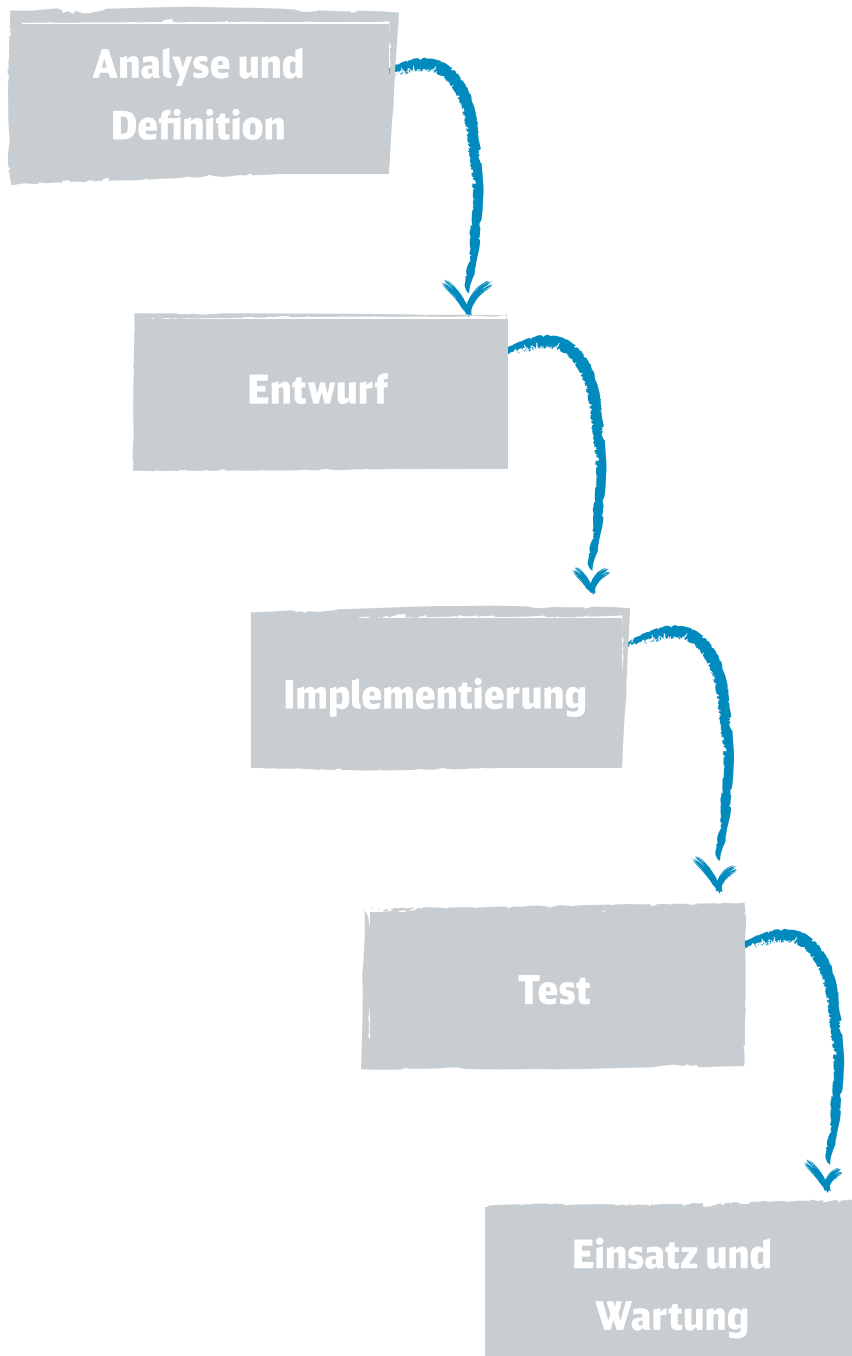 Analyse und
Definition
Entwurf
Implementierung
Test
Einsatz und
Wartung